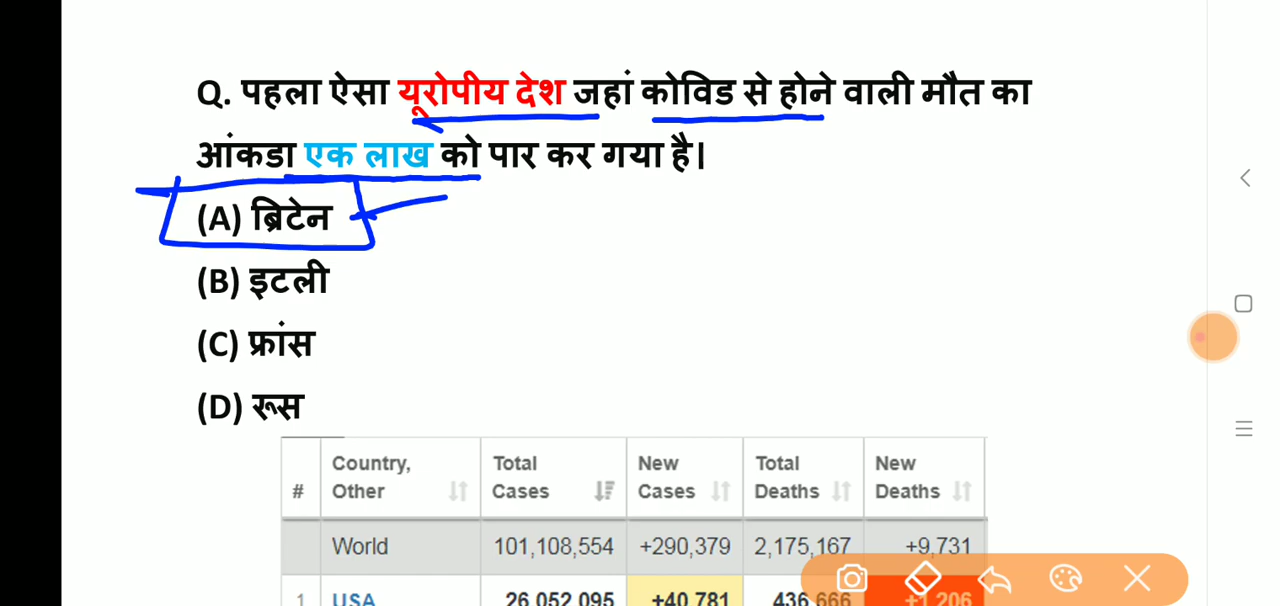 Q. पहला ऐसा यूरोपीय देश जहां कोविड से होने वाली मौत का
आंकडा एक लाख को पार कर गया है।
(A) ब्रिटेन
(B) इटली
(C) फ्रांस
(D) रूस
# Country, Other Total Cases New Cases Total Deaths New Deaths
World 101,108,554 +290,379 2,175,167 +9,731
1 USA 26,052,095 +40,781 436,666 +1,206